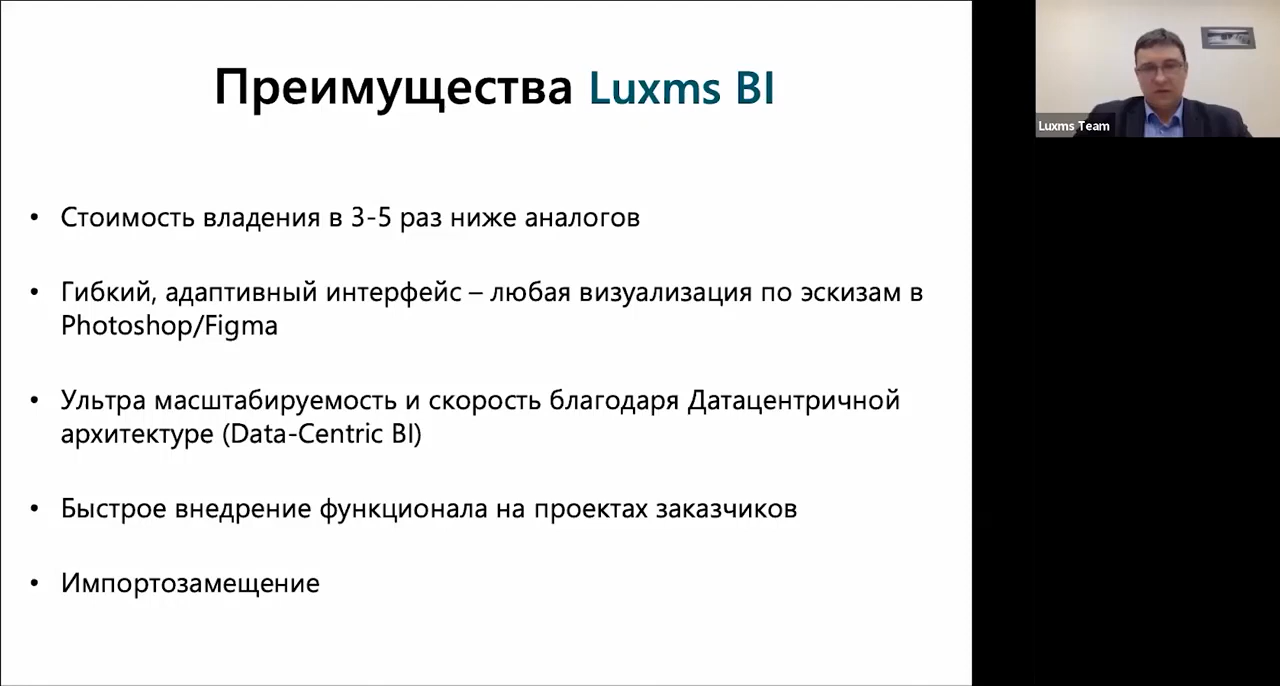 Преимущества Luxms BI
Luxms Team
• Стоимость владения в 3-5 раз ниже аналогов
• Гибкий, адаптивный интерфейс – любая визуализация по эскизам в
Photoshop/Figma
• Ультра масштабируемость и скорость благодаря Датацентричной
архитектуре (Data-Centric BI)
• Быстрое внедрение функционала на проектах заказчиков
• Импортозамещение